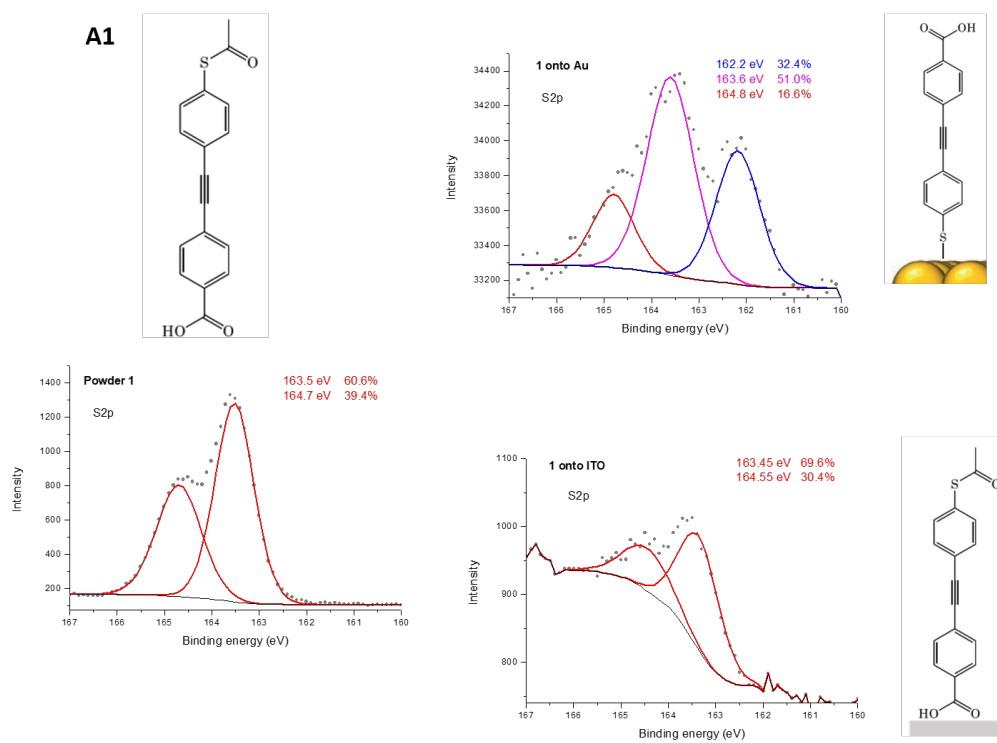 A1
S
O
HO
O
1 onto Au
S2p
162.2 eV 32.4%
163.6 eV 51.0%
164.8 eV 16.6%
34400
34200
34000
33800
33600
33400
33200
Intensity
167 166 165 164 163 162 161 160
Binding energy (eV)
O
OH
S
Powder 1
S2p
163.5 eV 60.6%
164.7 eV 39.4%
1400
1200
1000
800
600
400
200
Intensity
167 166 165 164 163 162 161 160
Binding energy (eV)
1 onto ITO
S2p
163.45 eV 69.6%
164.55 eV 30.4%
1100
1000
900
800
Intensity
167 166 165 164 163 162 161 160
Binding energy (eV)
S
O
HO
O